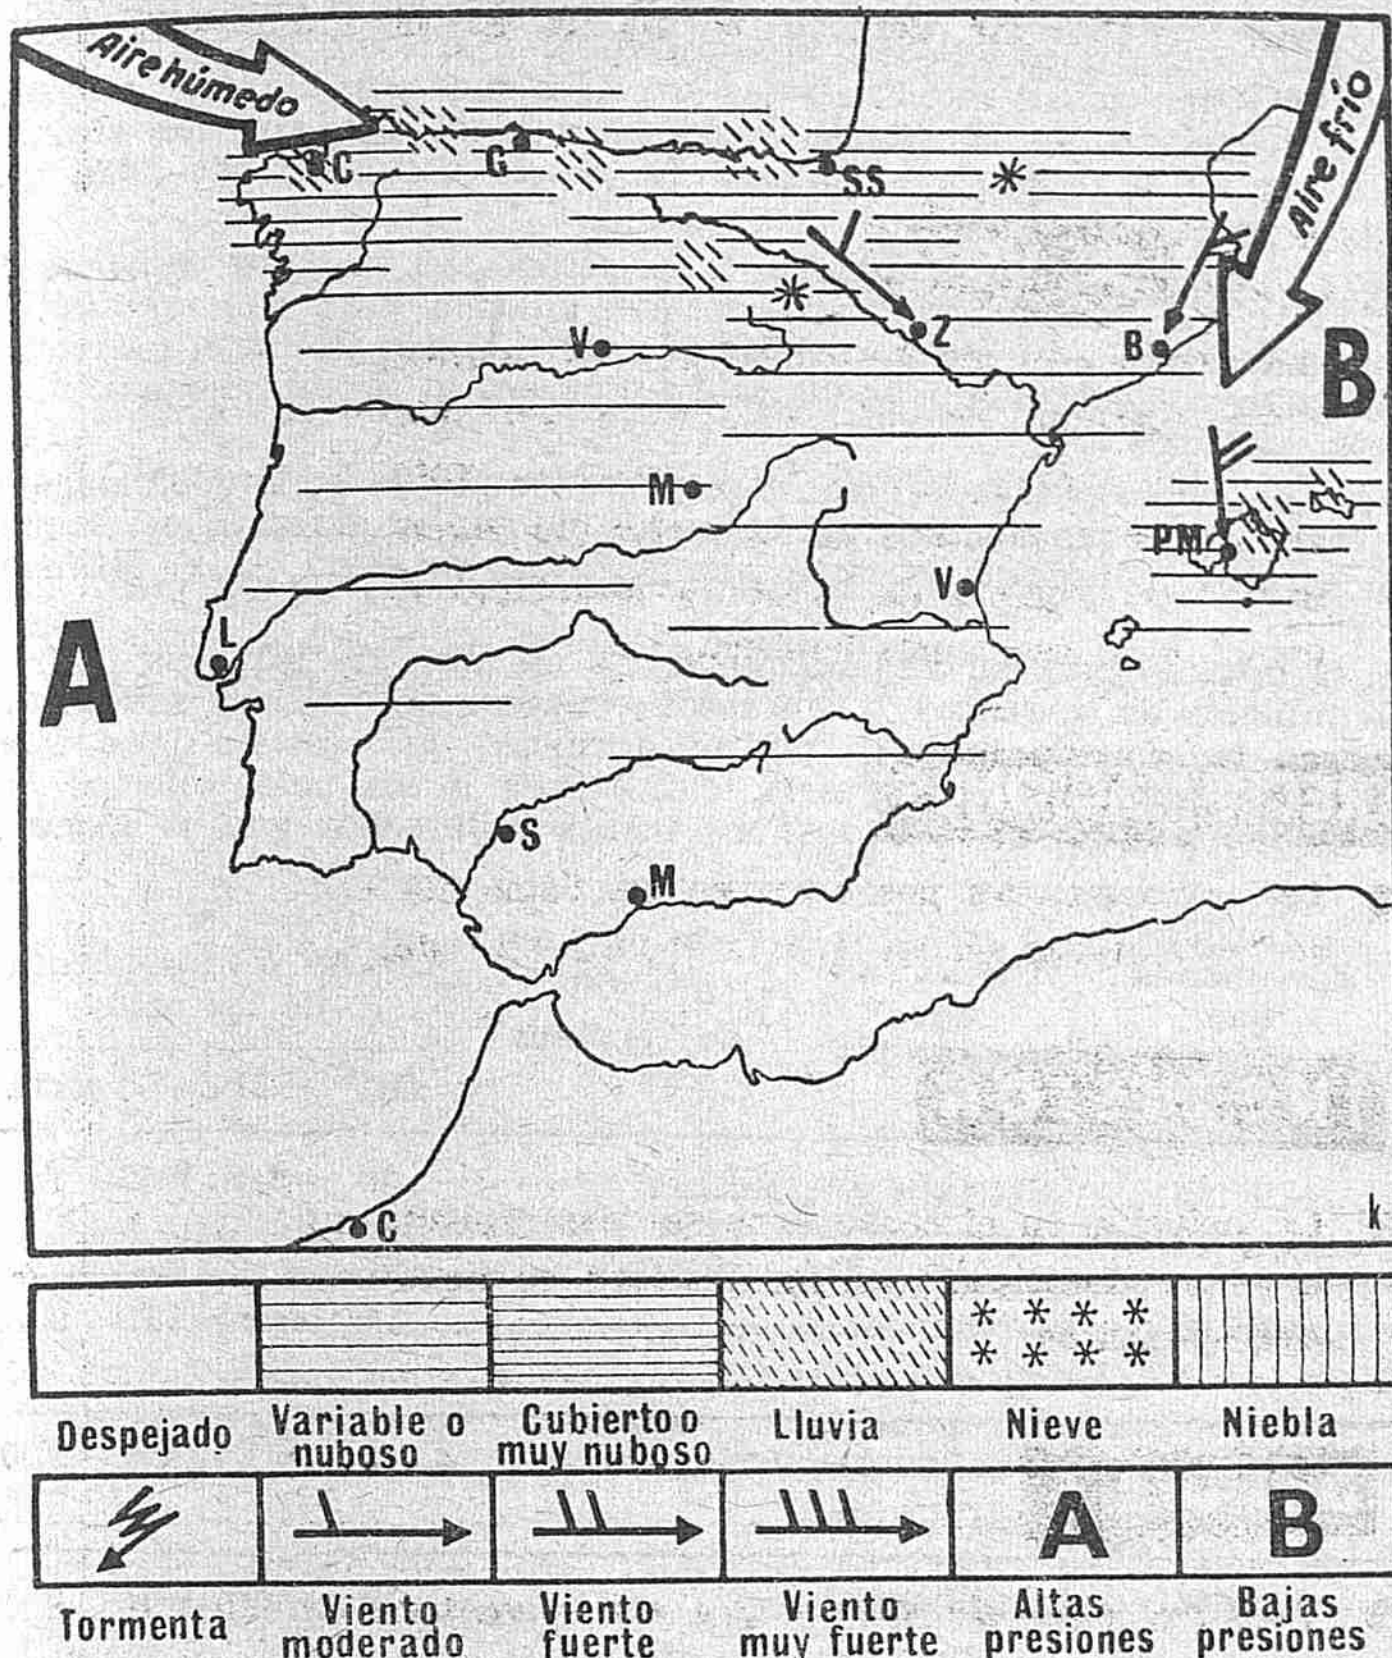 Aire húmedo
Aire frío
C
G
SS
Z
B
B
V
M
PM
V
L
A
S
M
C
k
Despejado
Variable o
nuboso
Cubierto o
muy nuboso
Lluvia
Nieve
Niebla
A
B
Tormenta
Viento
moderado
Viento
fuerte
Viento
muy fuerte
Altas
presiones
Bajas
presiones